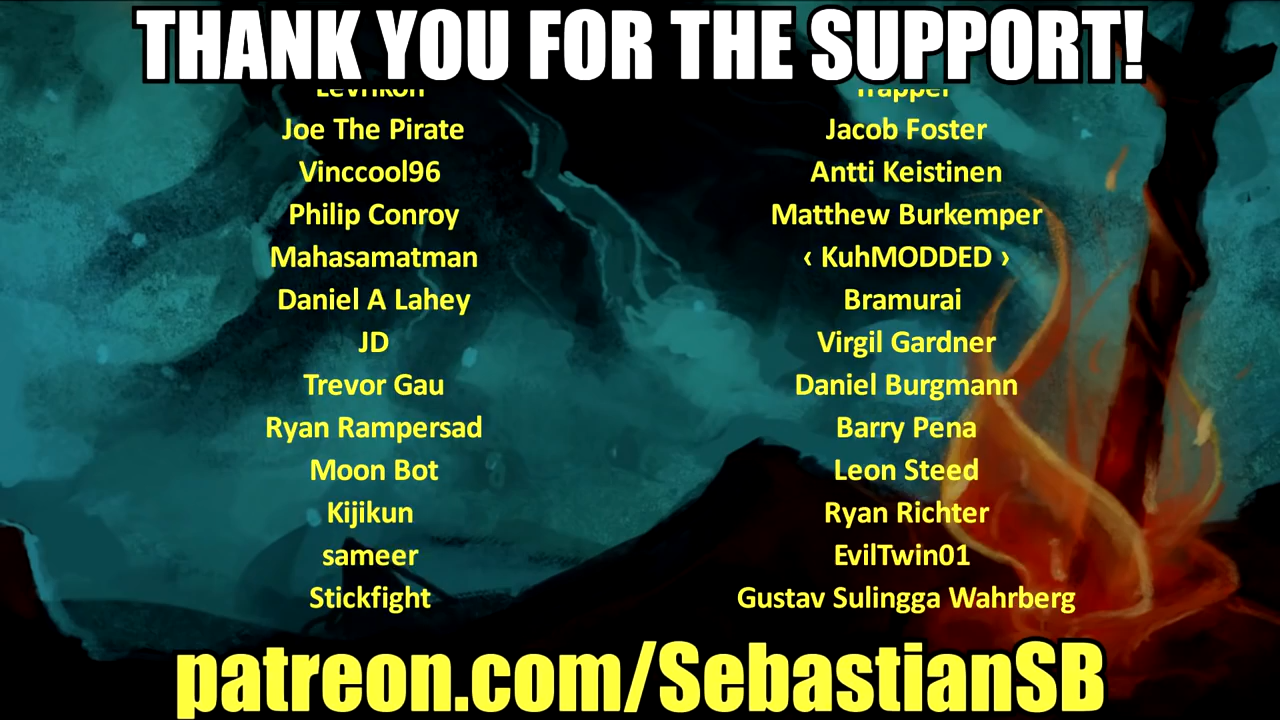 THANK YOU FOR THE SUPPORT!
Joe The Pirate
Vinccool96
Philip Conroy
Mahasamatman
Daniel A Lahey
JD
Trevor Gau
Ryan Rampersad
Moon Bot
Kijikun
sameer
Stickfight
Trapper
Jacob Foster
Antti Keistinen
Matthew Burkemper
‹ KuhMODDED ›
Bramurai
Virgil Gardner
Daniel Burgmann
Barry Pena
Leon Steed
Ryan Richter
EvilTwin01
Gustav Sulingga Wahrberg
patreon.com/SebastianSB